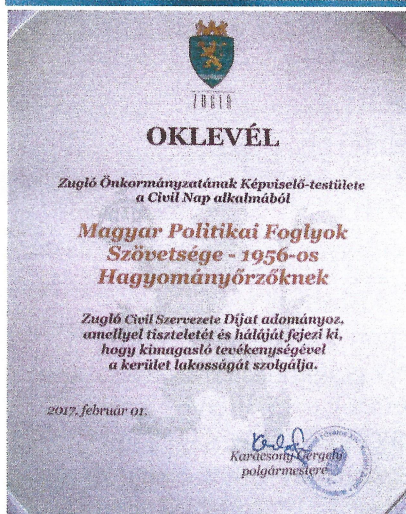 ZUGLÓ
OKLEVÉL
Zugló Önkormányzatának Képviselő-testülete
a Civil Nap alkalmából
Magyar Politikai Foglyok
Szövetsége - 1956-os
Hagyományőrzőknek
Zugló Civil Szervezete Díjat adományoz,
amellyel tiszteletét és háláját fejezi ki,
hogy kimagasló tevékenységével
a kerület lakosságát szolgálja.
2017. február 01.
Karácsony Gergely
polgármestere